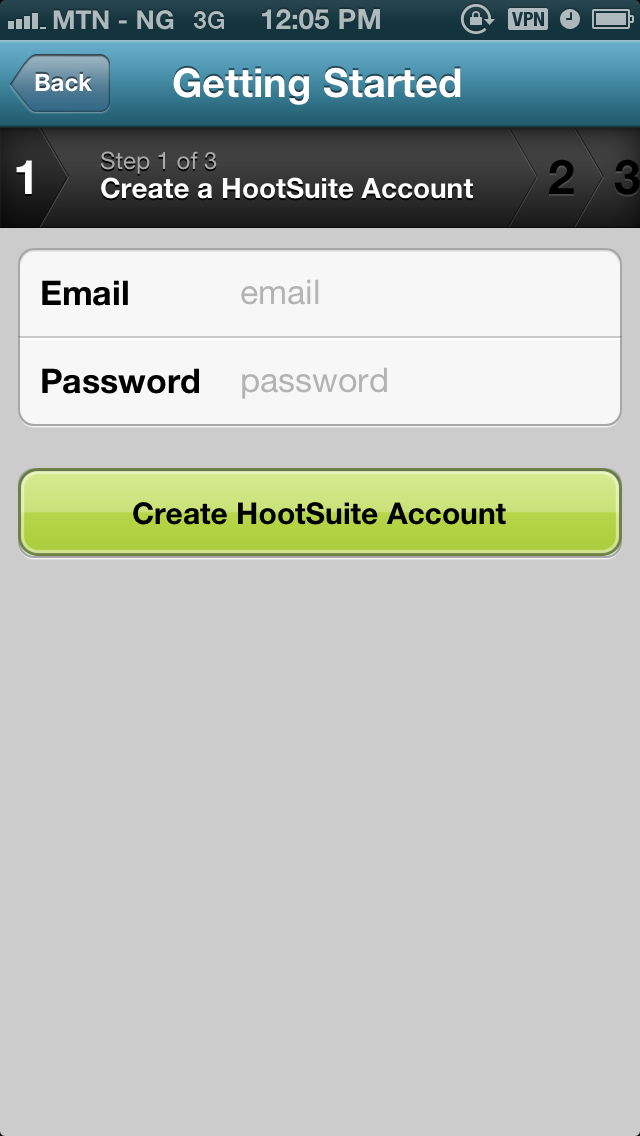 MTN - NG 3G 12:05 PM VPN
Back Getting Started
1 Step 1 of 3 2 3
Create a HootSuite Account
Email email
Password password
Create HootSuite Account